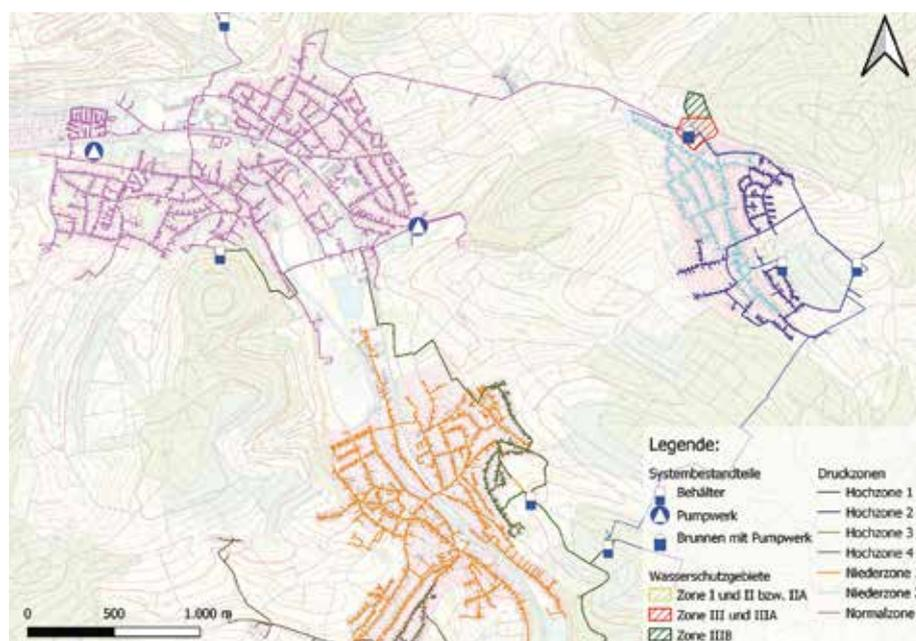 Legende:
Systembestandteile
Behälter
Pumpwerk
Brunnen mit Pumpwerk
Wasserschutzgebiete
Zone I und II bzw. IIA
Zone III und IIIA
Zone IIIB
Druckzonen
Hochzone 1
Hochzone 2
Hochzone 3
Hochzone 4
Niederzone
Niederzone
Normalzone
0 500 1.000 m